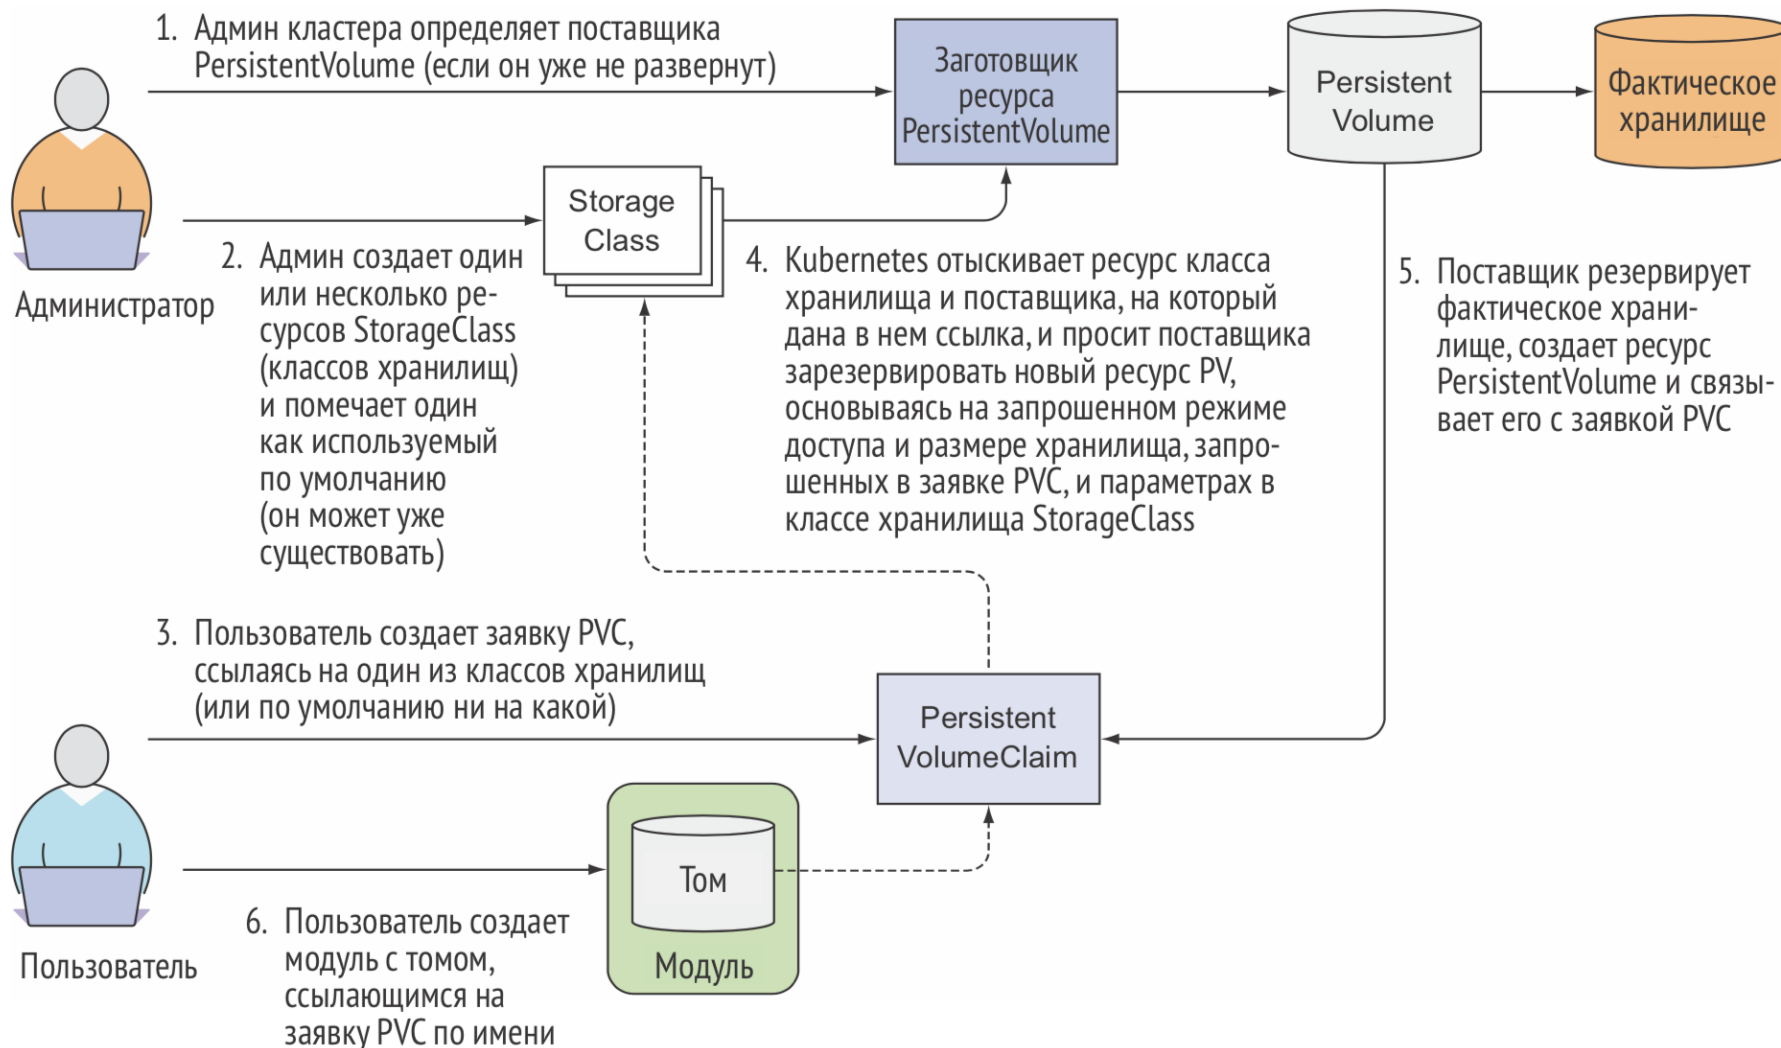 1. Админ кластера определяет поставщика
PersistentVolume (если он уже не развернут)
Заготовщик
ресурса
PersistentVolume
Persistent
Volume
Фактическое
хранилище
Администратор
Storage
Class
2. Админ создает один
или несколько ре-
сурсов StorageClass
(классов хранилищ)
и помечает один
как используемый
по умолчанию
(он может уже
существовать)
4. Kubernetes отыскивает ресурс класса
хранилища и поставщика, на который
дана в нем ссылка, и просит поставщика
зарезервировать новый ресурс PV,
основываясь на запрошенном режиме
доступа и размере хранилища, запро-
шенных в заявке PVC, и параметрах в
классе хранилища StorageClass
5. Поставщик резервирует
фактическое храни-
лище, создает ресурс
PersistentVolume и связы-
вает его с заявкой PVC
3. Пользователь создает заявку PVC,
ссылаясь на один из классов хранилищ
(или по умолчанию ни на какой)
Persistent
VolumeClaim
Пользователь
Том
Модуль
6. Пользователь создает
модуль с томом,
ссылающимся на
заявку PVC по имени